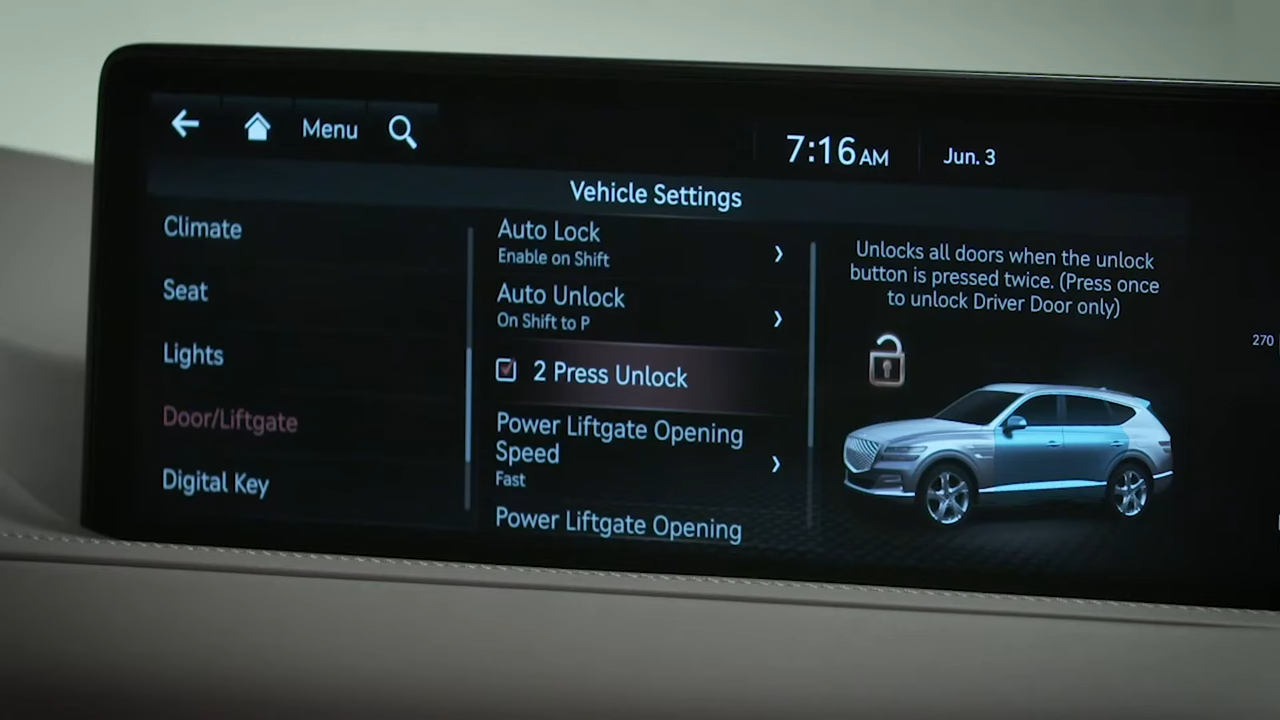 Menu
7:16 AM
Jun. 3
Vehicle Settings
Climate
Seat
Lights
Door/Liftgate
Digital Key
Auto Lock
Enable on Shift
Auto Unlock
On Shift to P
2 Press Unlock
Power Liftgate Opening
Speed
Fast
Power Liftgate Opening
Unlocks all doors when the unlock
button is pressed twice. (Press once
to unlock Driver Door only)
270